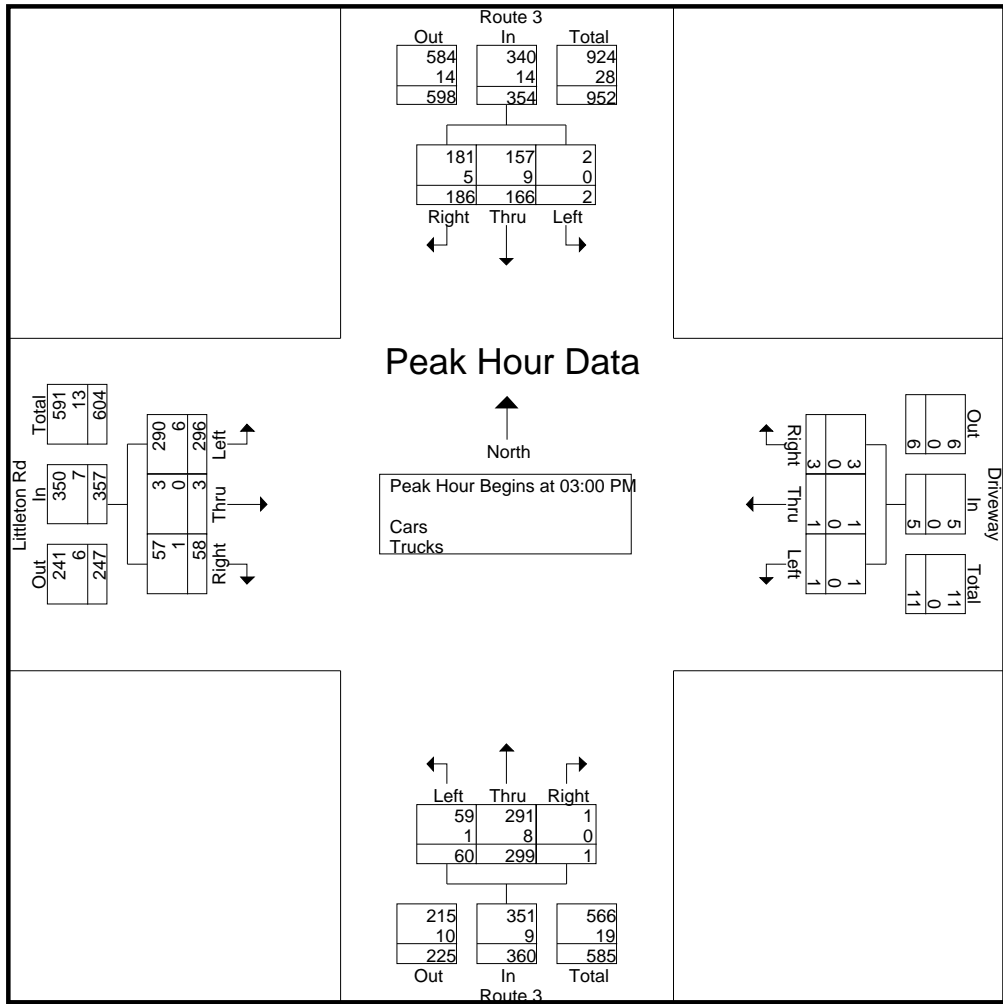 Route 3
Out In Total
584 340 924
14 14 28
598 354 952
181 157 2
5 9 0
186 166 2
Right Thru Left
Peak Hour Data
North
Peak Hour Begins at 03:00 PM
Cars
Trucks
Littleton Rd
Out In Total
241 350 591
6 7 13
247 357 604
Right Thru Left
57 3 290
1 0 6
58 3 296
Driveway
Out In Total
6 5 11
0 0 0
6 5 11
Right Thru Left
3 1 1
0 0 0
3 1 1
Left Thru Right
59 291 1
1 8 0
60 299 1
215 351 566
10 9 19
225 360 585
Out In Total
Route 3